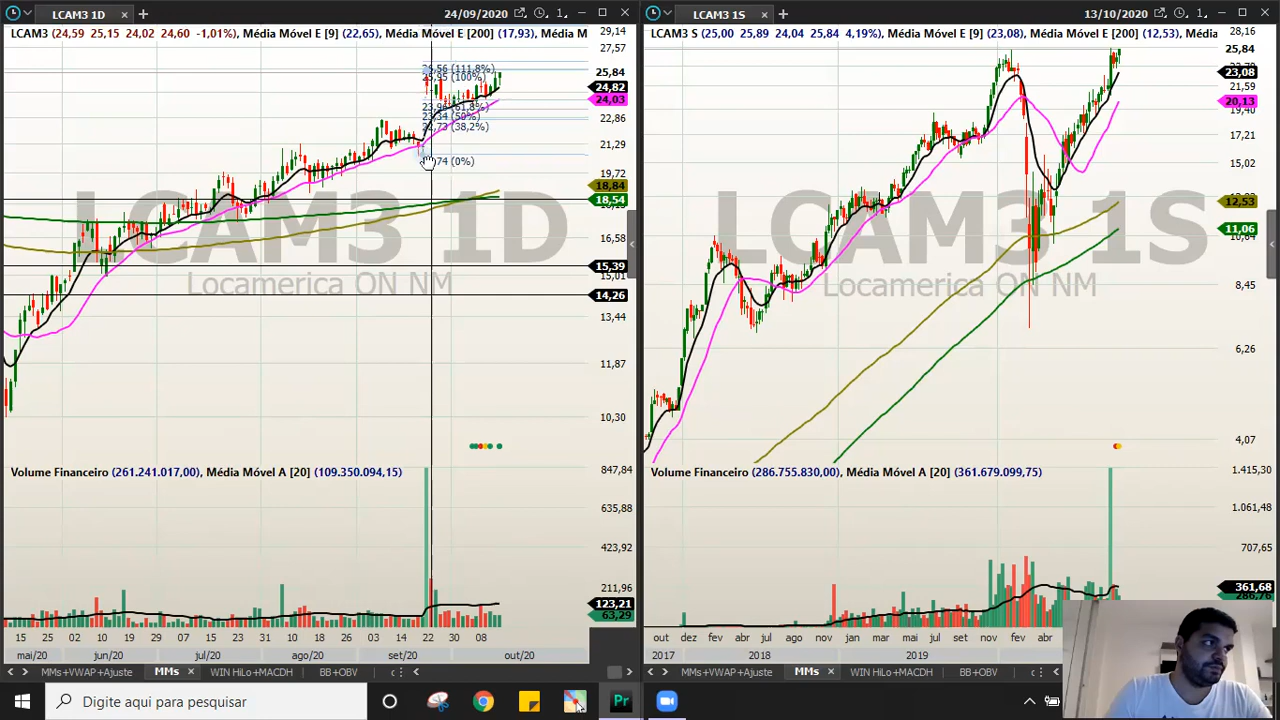 LCAM3 1D
24/09/2020
1
LCAM3 (24,59 25,15 24,02 24,60 -1,01%), Média Móvel E [9] (22,65), Média Móvel E [200] (17,93), Média M
29,14
27,57
25,84
24,82
24,03
22,86
21,29
19,72
18,84
18,54
16,58
15,39
15,01
14,26
13,44
11,87
10,30
(111,8%)
(100%)
(61,8%)
(50%)
(38,2%)
74 (0%)
LCAM3 1D
Locamerica ON NM
Volume Financeiro (261.241.017,00), Média Móvel A [20] (109.350.094,15)
847,84
635,88
423,92
211,96
123,21
63,29
15 25 02 10 19 29 07 15 23 31 10 18 26 03 14 22 30 08
mai/20 jun/20 jul/20 ago/20 set/20 out/20
MMs+VWAP+Ajuste MMs WIN HiLo+MACDH BB+OBV
LCAM3 1S
13/10/2020
1
LCAM3 S (25,00 25,89 24,04 25,84 4,19%), Média Móvel E [9] (23,08), Média Móvel E [200] (12,53), Média
28,16
25,84
23,08
21,59
20,13
19,40
17,21
15,02
12,53
11,06
8,45
6,26
4,07
LCAM3 1S
Locamerica ON NM
Volume Financeiro (286.755.830,00), Média Móvel A [20] (361.679.099,75)
1.415,30
1.061,48
707,65
361,68
out dez fev abr jul ago nov jan mar jul set nov fev abr
2017 2018 2019
MMs+VWAP+Ajuste MMs WIN HiLo+MACDH BB+OBV
Digite aqui para pesquisar
Pr